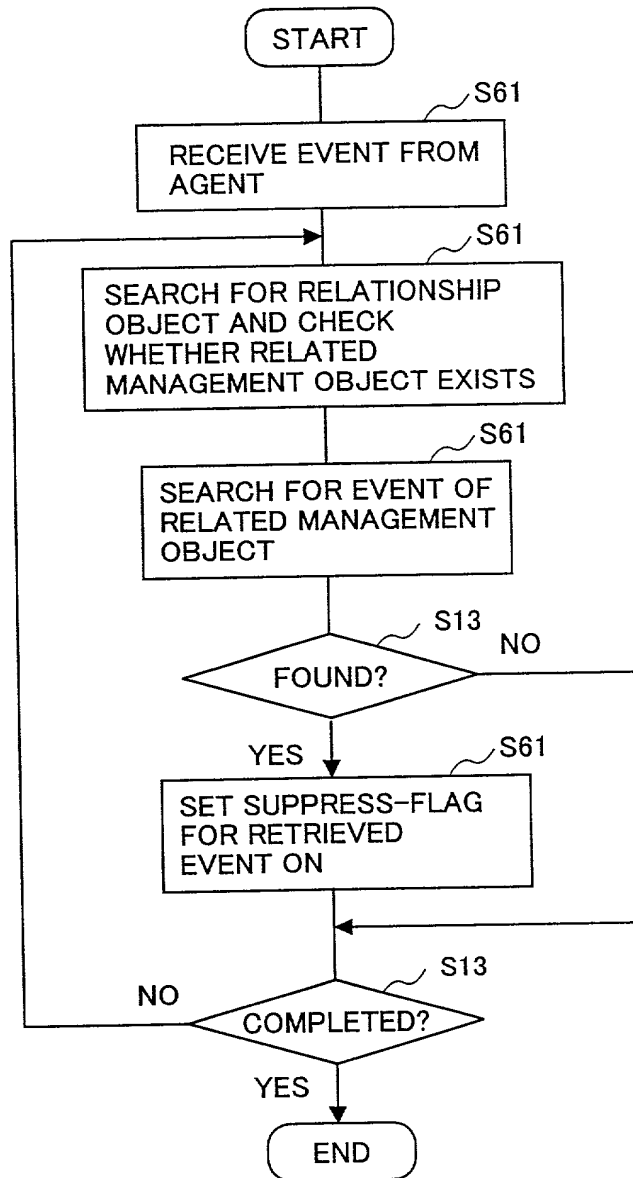 START
S61
RECEIVE EVENT FROM
AGENT
S61
SEARCH FOR RELATIONSHIP
OBJECT AND CHECK
WHETHER RELATED
MANAGEMENT OBJECT EXISTS
S61
SEARCH FOR EVENT OF
RELATED MANAGEMENT
OBJECT
S13
NO
FOUND?
YES
S61
SET SUPPRESS-FLAG
FOR RETRIEVED
EVENT ON
S13
NO
COMPLETED?
YES
END